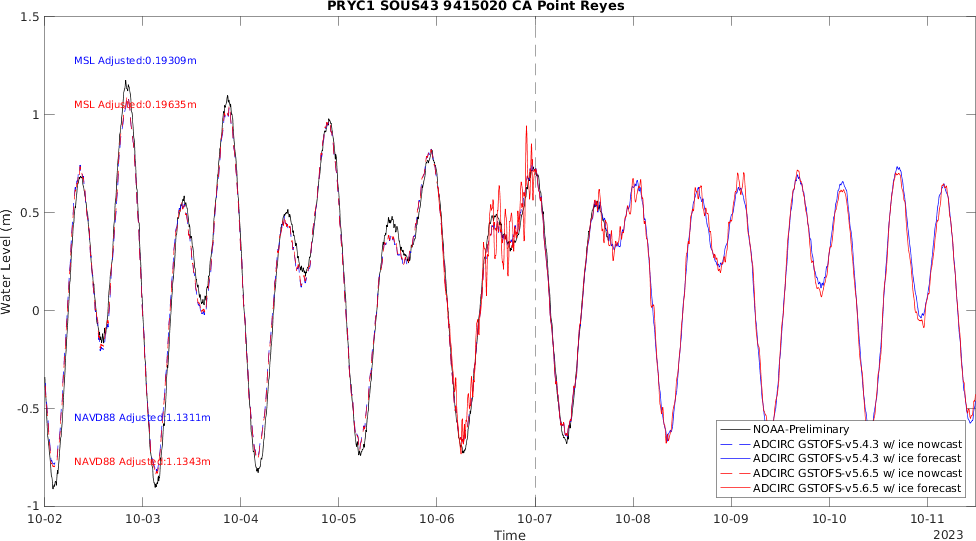 PRYC1 SOUS43 9415020 CA Point Reyes
1.5
1
0.5
0
-0.5
-1
Water Level (m)
MSL Adjusted:0.19309m
MSL Adjusted:0.19635m
NAVD88 Adjusted:1.1311m
NAVD88 Adjusted:1.1343m
NOAA-Preliminary
ADCIRC GSTOFS-v5.4.3 w/ ice nowcast
ADCIRC GSTOFS-v5.4.3 w/ ice forecast
ADCIRC GSTOFS-v5.6.5 w/ ice nowcast
ADCIRC GSTOFS-v5.6.5 w/ ice forecast
10-02 10-03 10-04 10-05 10-06 10-07 10-08 10-09 10-10 10-11
Time
2023